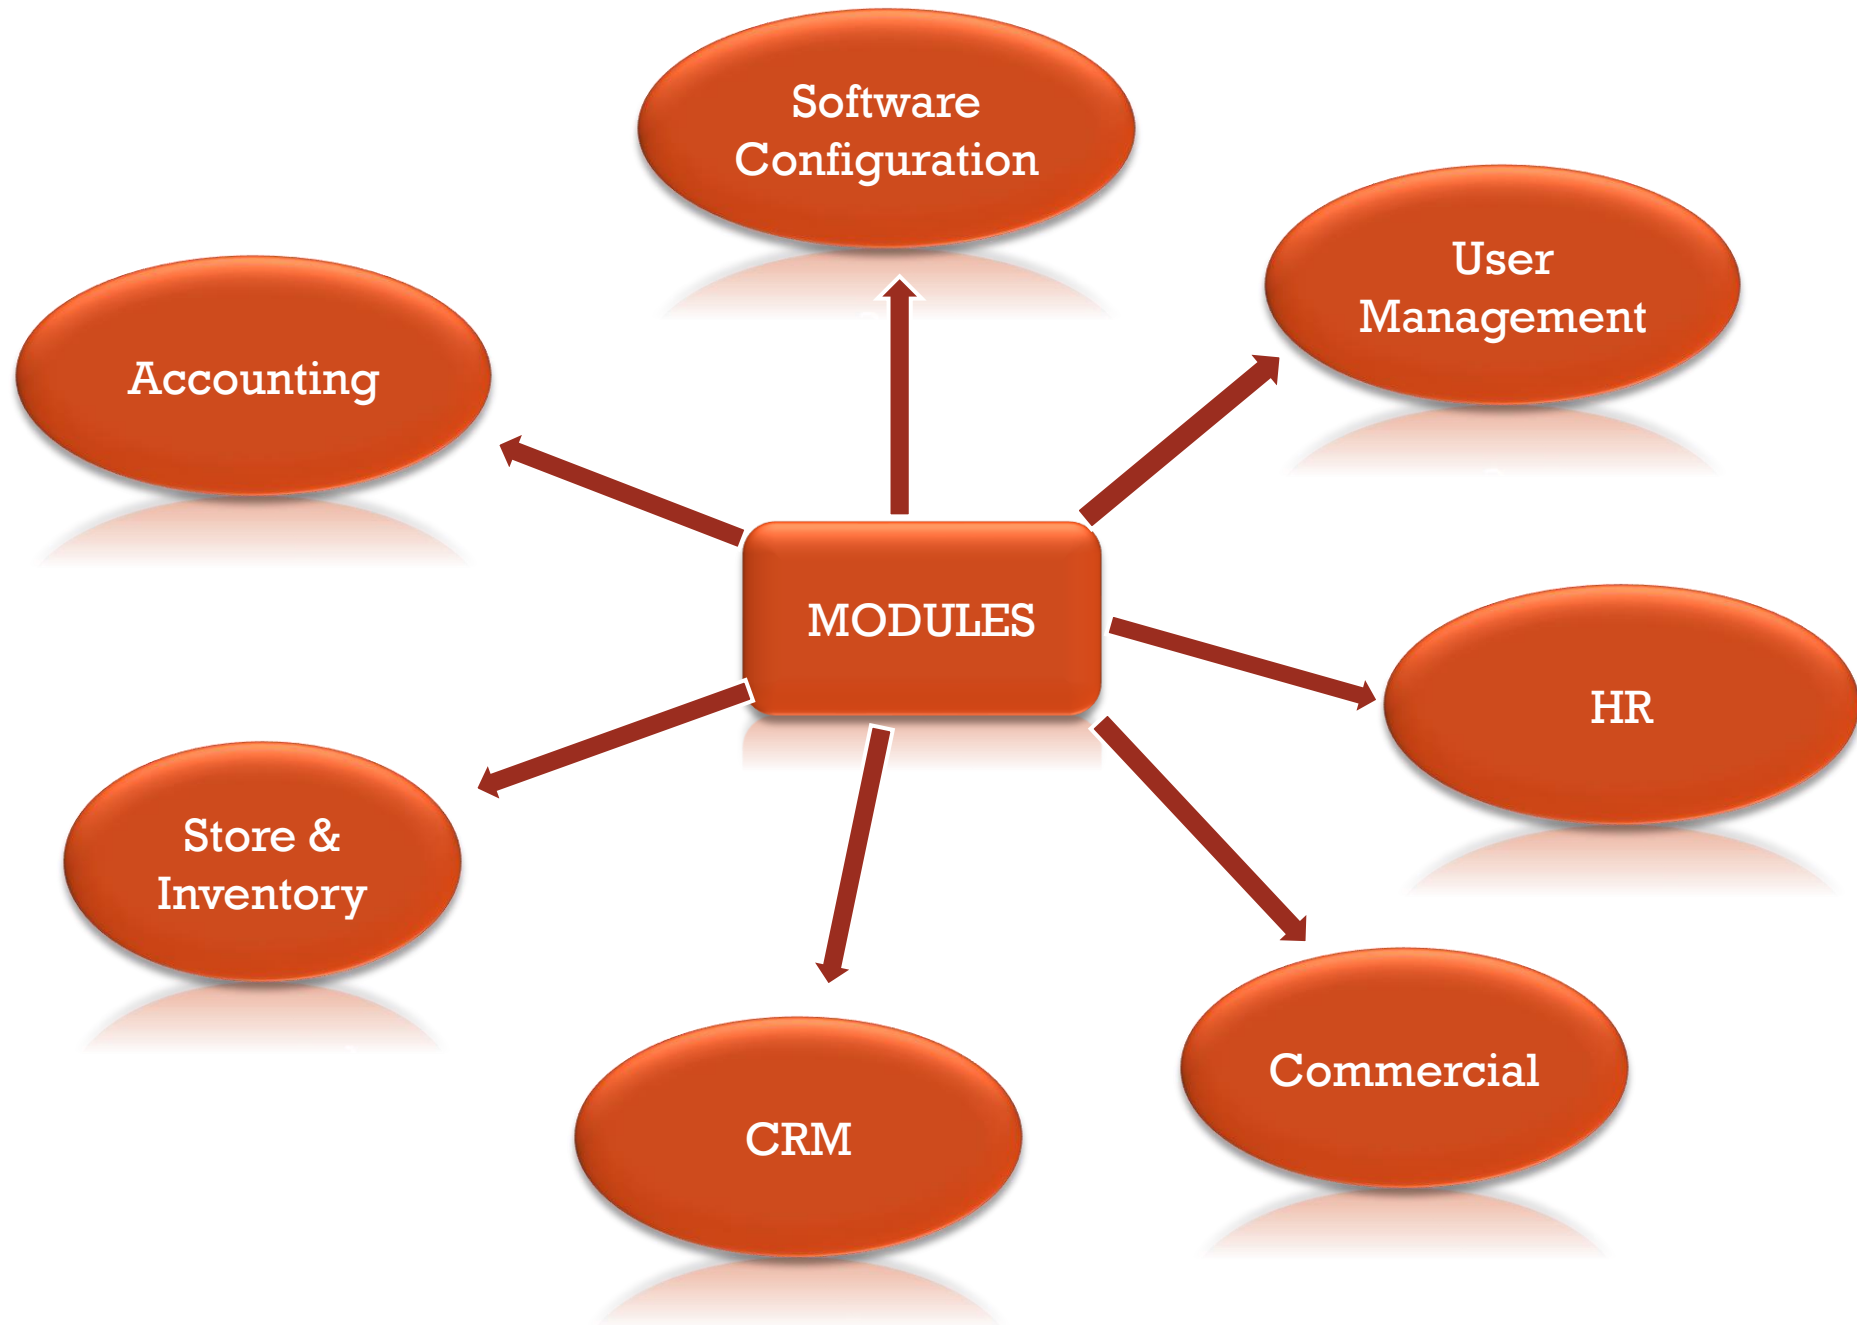 Software
Configuration
User
Management
Accounting
MODULES
HR
Store &
Inventory
Commercial
CRM